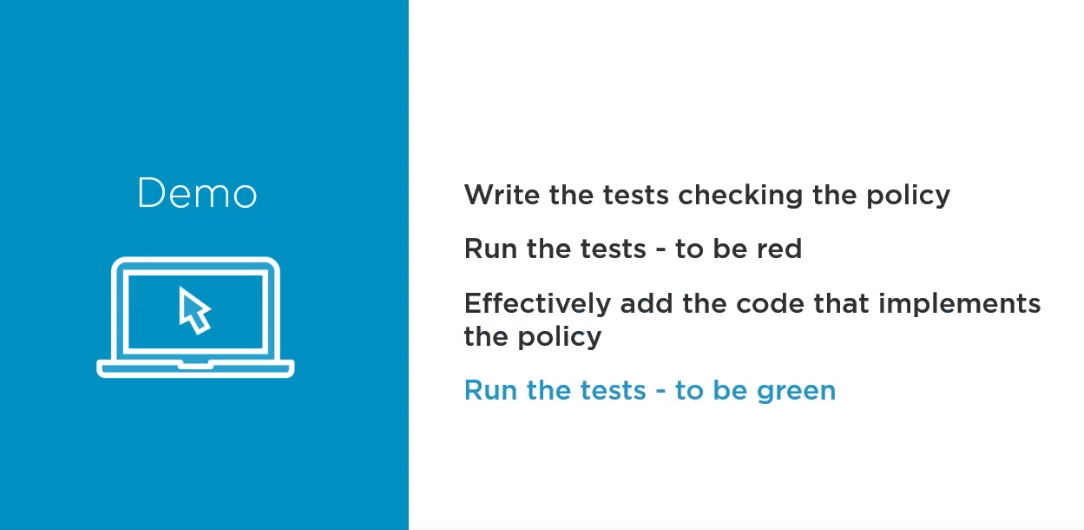 Demo
Write the tests checking the policy
Run the tests - to be red
Effectively add the code that implements
the policy
Run the tests - to be green